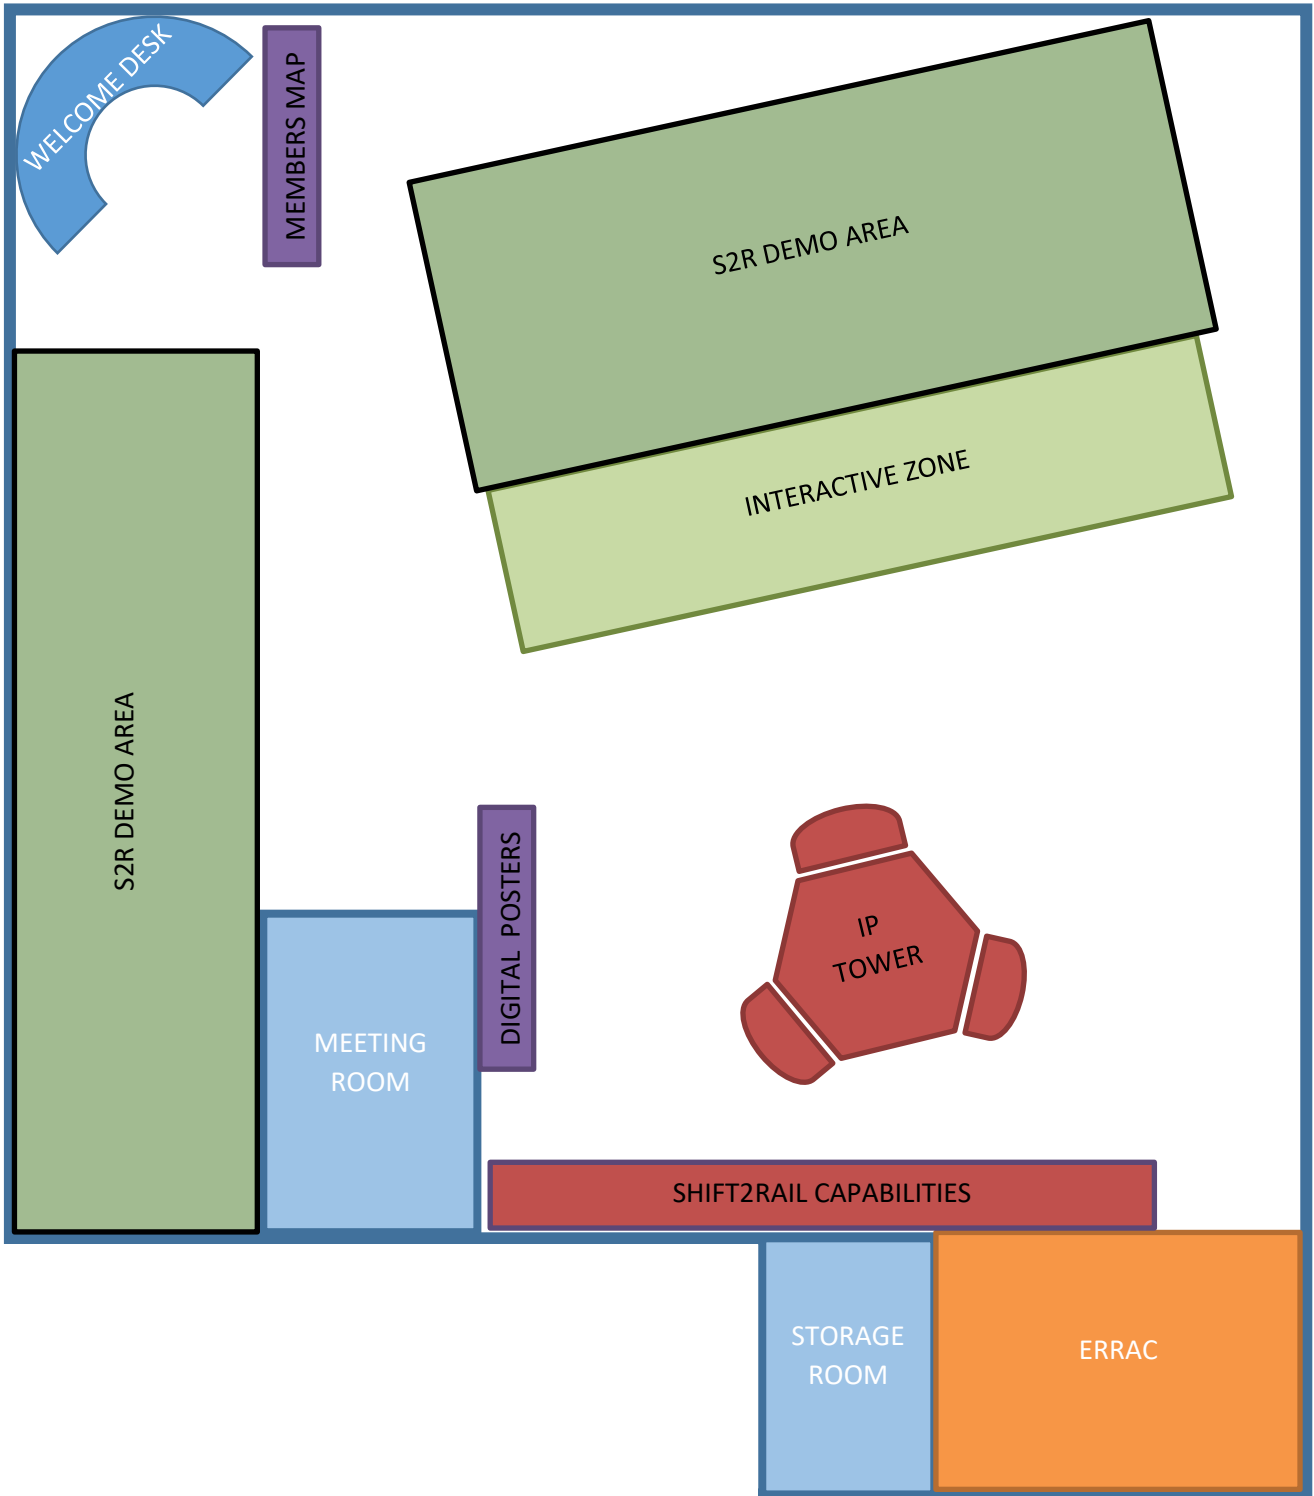 WELCOME DESK
MEMBERS MAP
S2R DEMO AREA
INTERACTIVE ZONE
S2R DEMO AREA
DIGITAL POSTERS
IP
TOWER
MEETING
ROOM
SHIFT2RAIL CAPABILITIES
STORAGE
ROOM
ERRAC